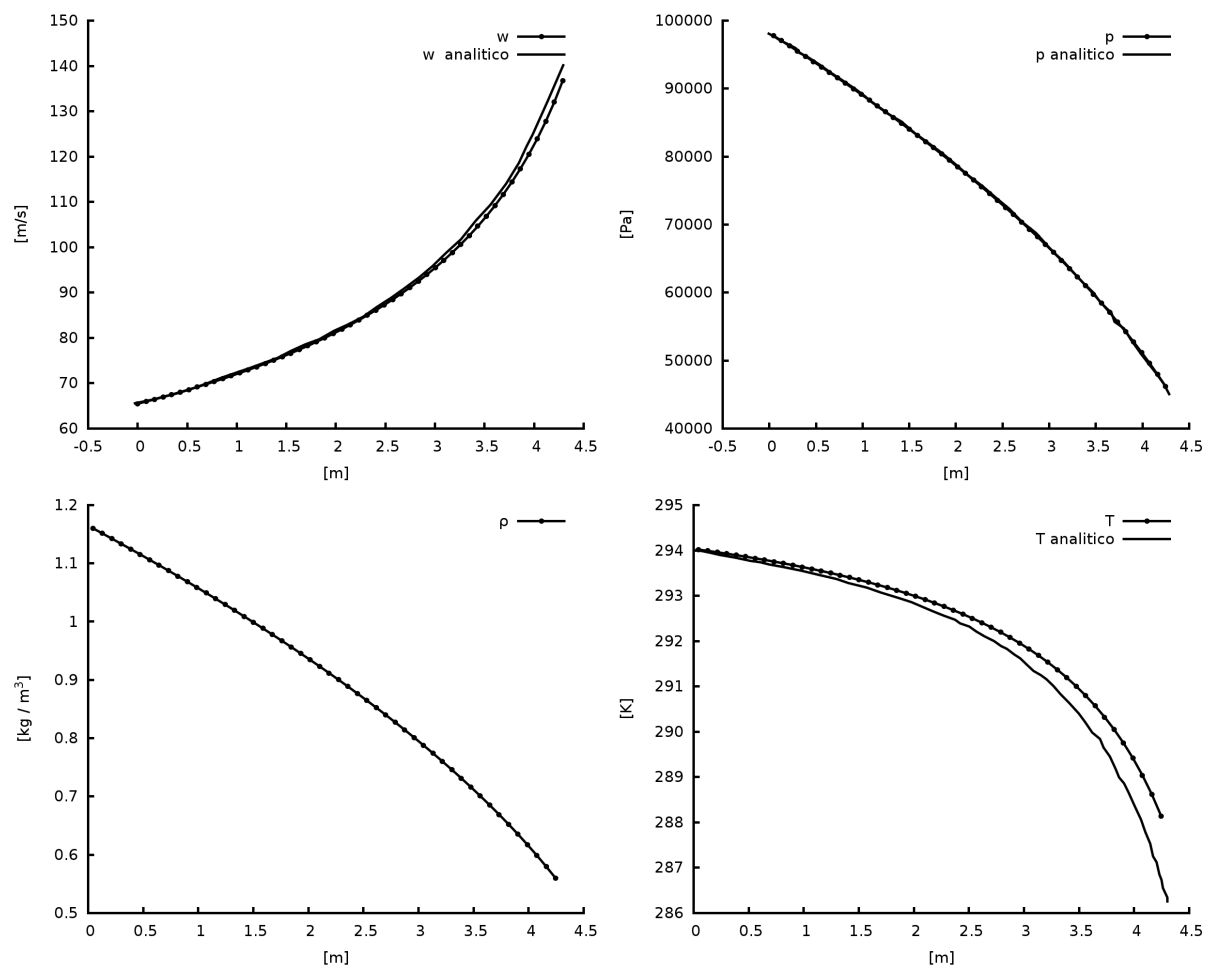 150
140
130
120
110
100
90
80
70
60
[m/s]
-0.5 0 0.5 1 1.5 2 2.5 3 3.5 4 4.5
[m]
w
w analitico
100000
90000
80000
70000
60000
50000
40000
[Pa]
0 0.5 1 1.5 2 2.5 3 3.5 4 4.5
[m]
p
p analitico
1.2
1.1
1
0.9
0.8
0.7
0.6
0.5
[kg / m³]
0 0.5 1 1.5 2 2.5 3 3.5 4 4.5
[m]
ρ
295
294
293
292
291
290
289
288
287
286
[K]
0 0.5 1 1.5 2 2.5 3 3.5 4 4.5
[m]
T
T analitico